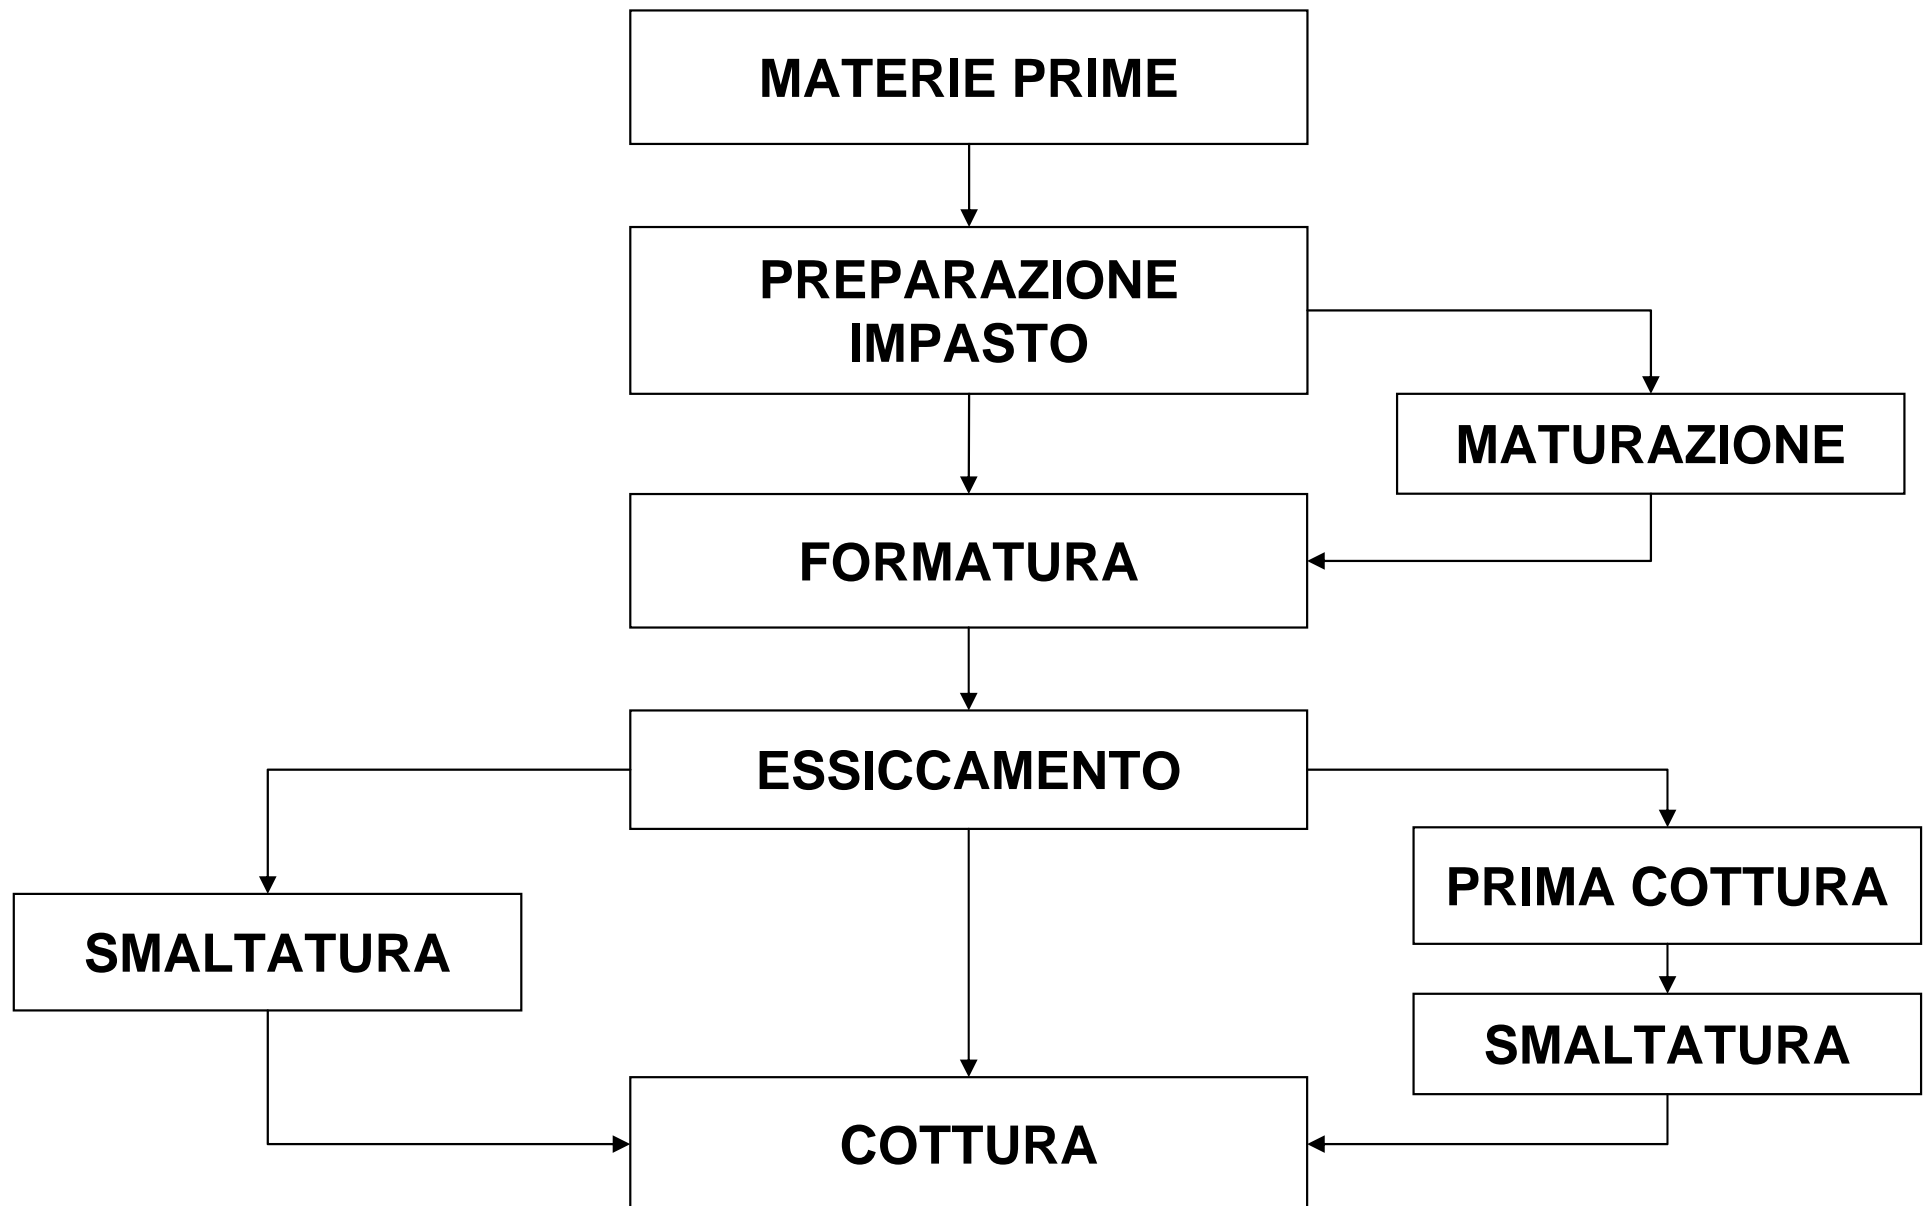 MATERIE PRIME
PREPARAZIONE
IMPASTO
MATURAZIONE
FORMATURA
ESSICCAMENTO
PRIMA COTTURA
SMALTATURA
SMALTATURA
COTTURA